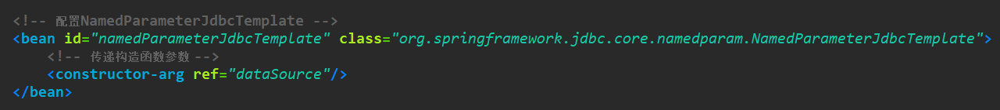 <!-- 配置NamedParameterJdbcTemplate -->
<bean id="namedParameterJdbcTemplate" class="org.springframework.jdbc.core.namedparam.NamedParameterJdbcTemplate">
    <!-- 传递构造函数参数 -->
    <constructor-arg ref="dataSource"/>
</bean>